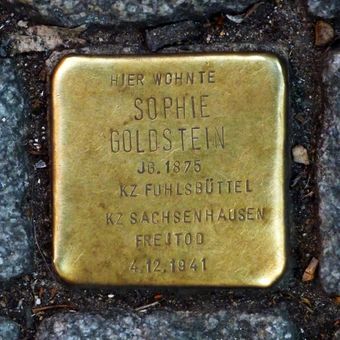 HIER WOHNTE
SOPHIE
GOLDSTEIN
JG. 1875
KZ FUHLSBÜTTEL
KZ SACHSENHAUSEN
FREITOD
4.12.1941